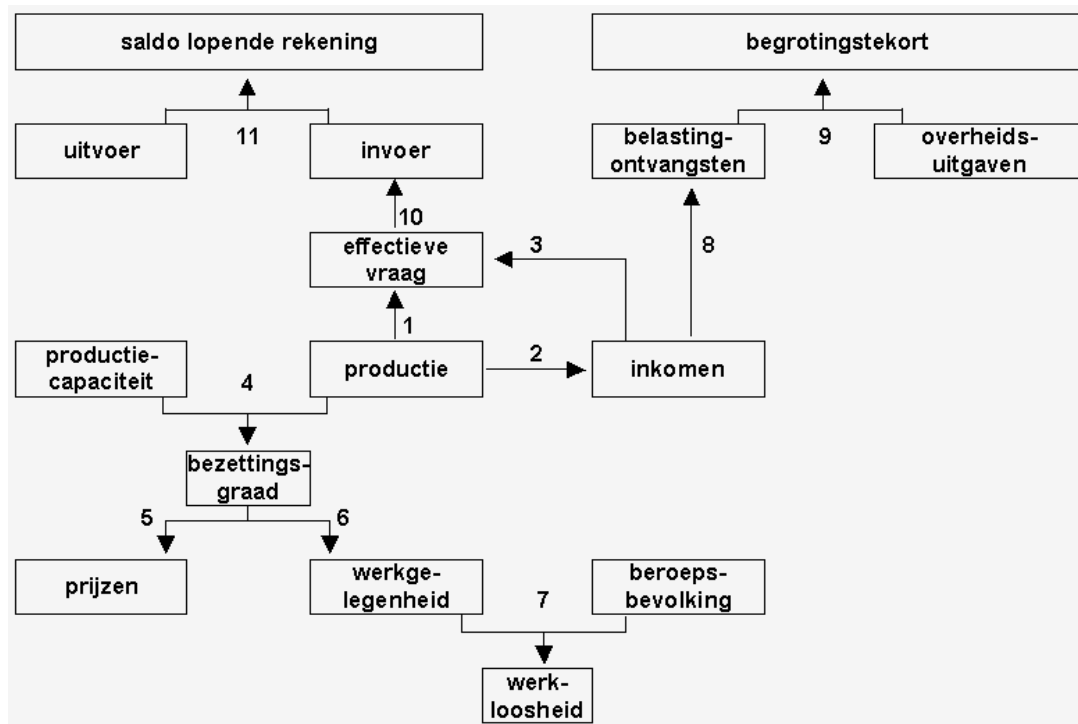 saldo lopende rekening
begrotingstekort
uitvoer
11
invoer
belasting-
ontvangsten
9
overheids-
uitgaven
10
effectieve
vraag
3
8
1
productie-
capaciteit
4
productie
2
inkomen
bezettings-
graad
5
6
prijzen
werkge-
legenheid
7
beroeps-
bevolking
werk-
loosheid